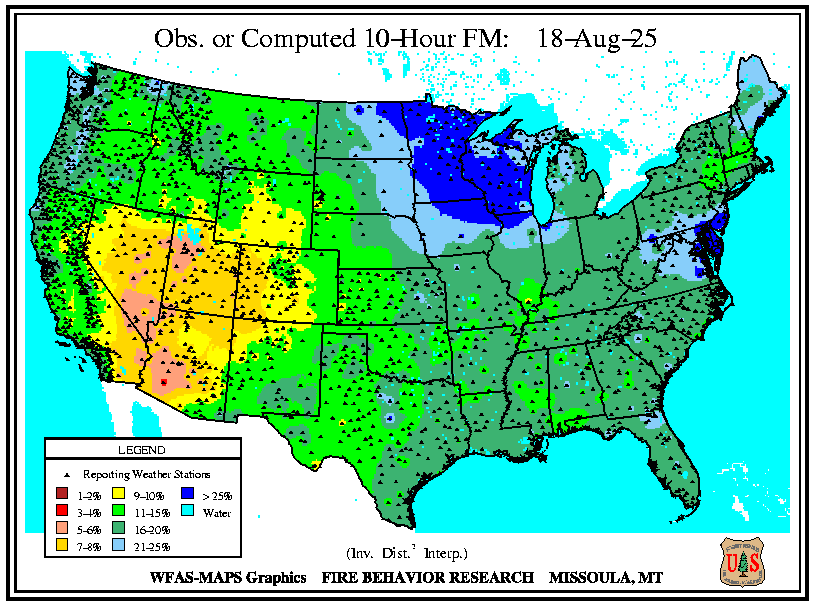 Obs. or Computed 10-Hour FM: 18-Aug-25
LEGEND
Reporting Weather Stations
1-2% 9-10% > 25%
3-4% 11-15% Water
5-6% 16-20%
7-8% 21-25%
(Inv. Dist.² Interp.)
WFAS-MAPS Graphics FIRE BEHAVIOR RESEARCH MISSOULA, MT
U S